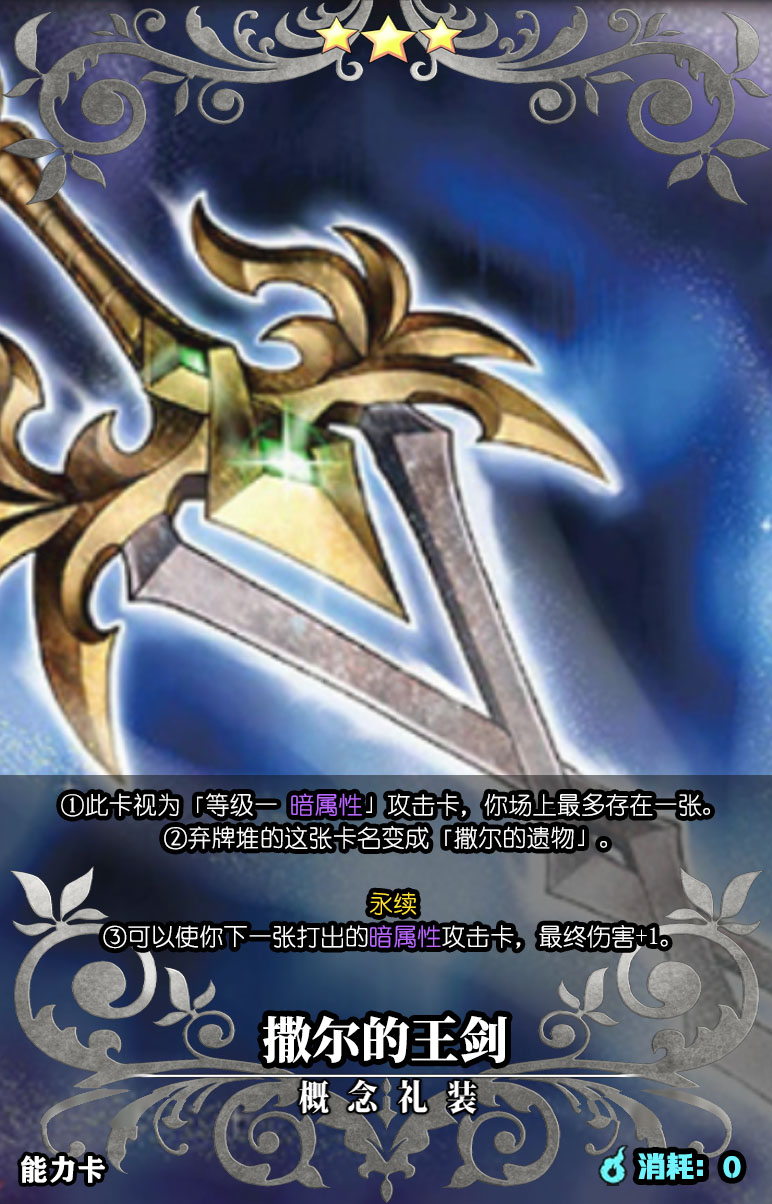 ①此卡视为「等级一 暗属性」攻击卡，你场上最多存在一张。
②弃牌堆的这张卡名变成「撒尔的遗物」。
永续
③可以使你下一张打出的暗属性攻击卡，最终伤害+1。
撒尔的王剑
概念礼装
能力卡
消耗：0